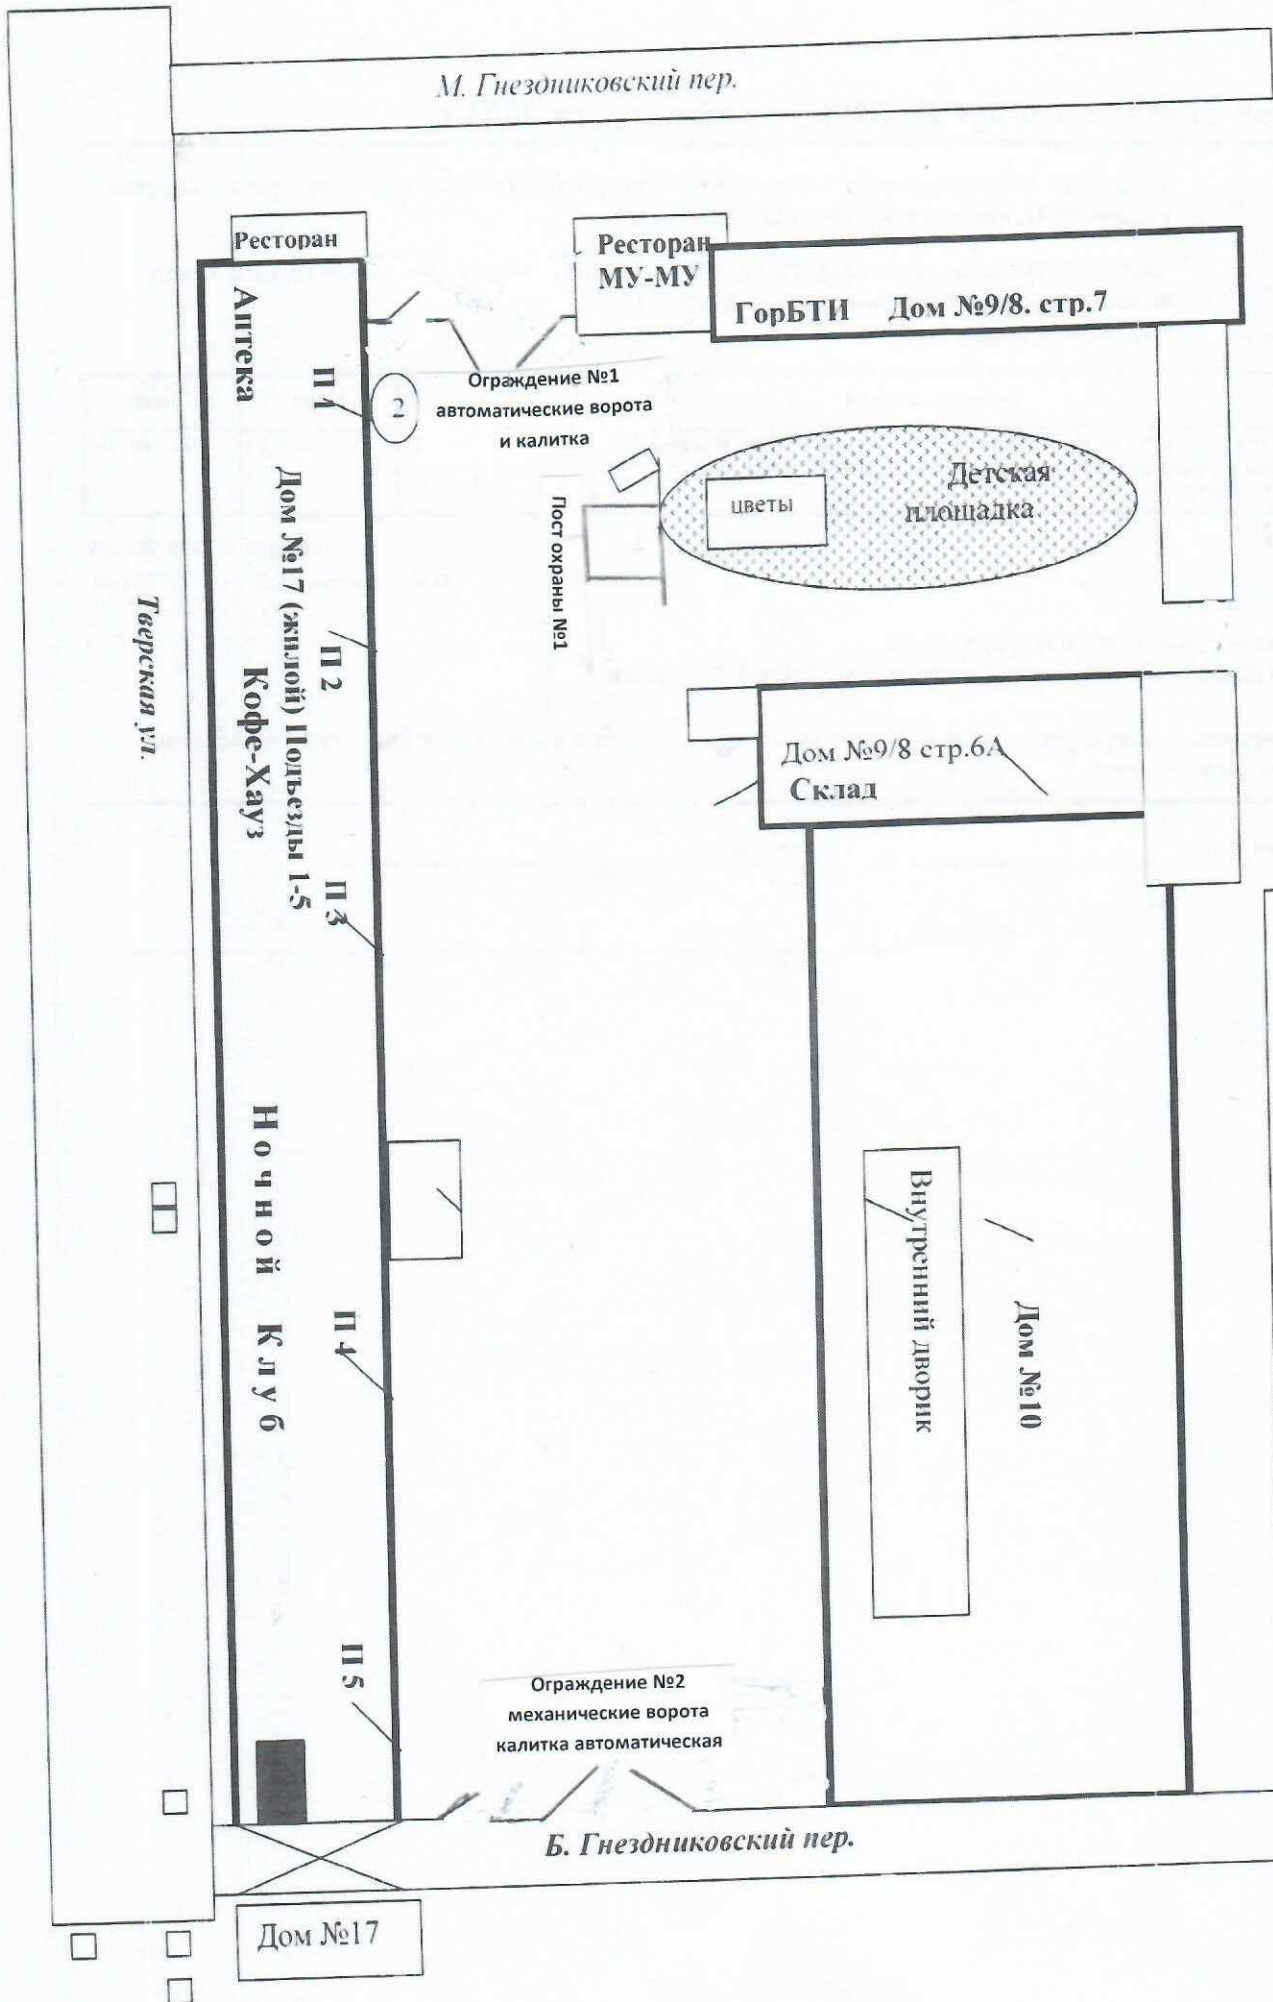 М. Гнездниковский пер.
Ресторан
Ресторан
МУ-МУ
ГорБТИ Дом №9/8. стр.7
Аптека
П 1
2
Ограждение №1
автоматические ворота
и калитка
Детская
площадка
цветы
Пост охраны №1
Дом №17 (жилой) Подъезды 1-5
Тверская ул.
П 2
Кофе-Хауз
Дом №9/8 стр.6А
Склад
П 3
Ночной Клуб
Внутренний дворик
Дом №10
П 4
П 5
Ограждение №2
механические ворота
калитка автоматическая
Б. Гнездниковский пер.
Дом №17